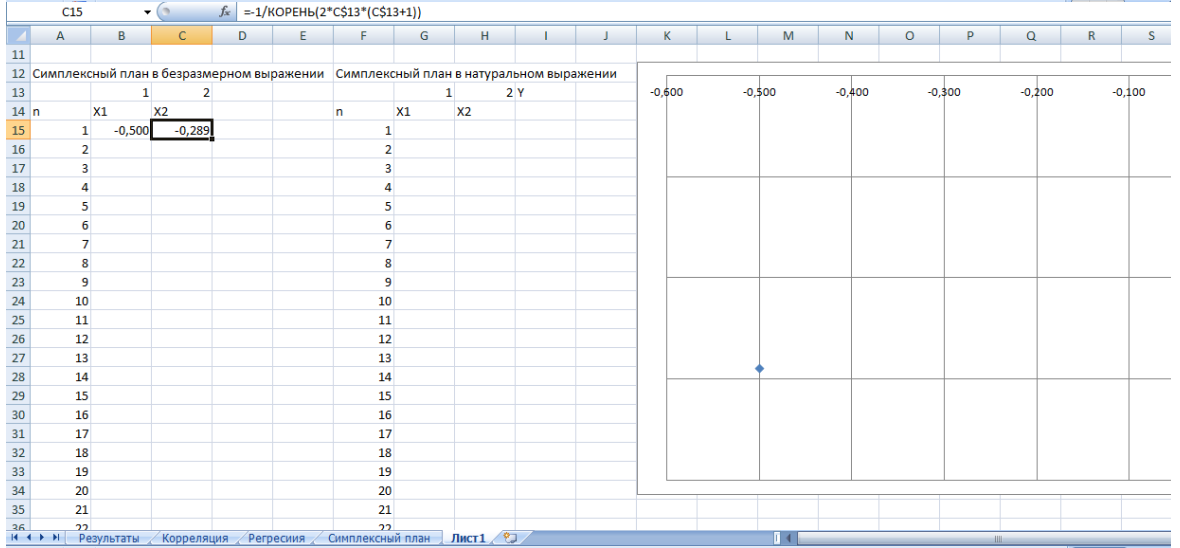 C15 fx =-1/КОРЕНЬ(2*C$13*(C$13+1))
A B C D E F G H I J K L M N O P Q R S
11
12 Симплексный план в безразмерном выражении Симплексный план в натуральном выражении
13 1 2 1 2 Y
14 n X1 X2 n X1 X2
15 1 -0,500 -0,289 1
16 2 2
17 3 3
18 4 4
19 5 5
20 6 6
21 7 7
22 8 8
23 9 9
24 10 10
25 11 11
26 12 12
27 13 13
28 14 14
29 15 15
30 16 16
31 17 17
32 18 18
33 19 19
34 20 20
35 21 21
36 22 22
-0,600 -0,500 -0,400 -0,300 -0,200 -0,100
Результаты Корреляция Регресиия Симплексный план Лист1